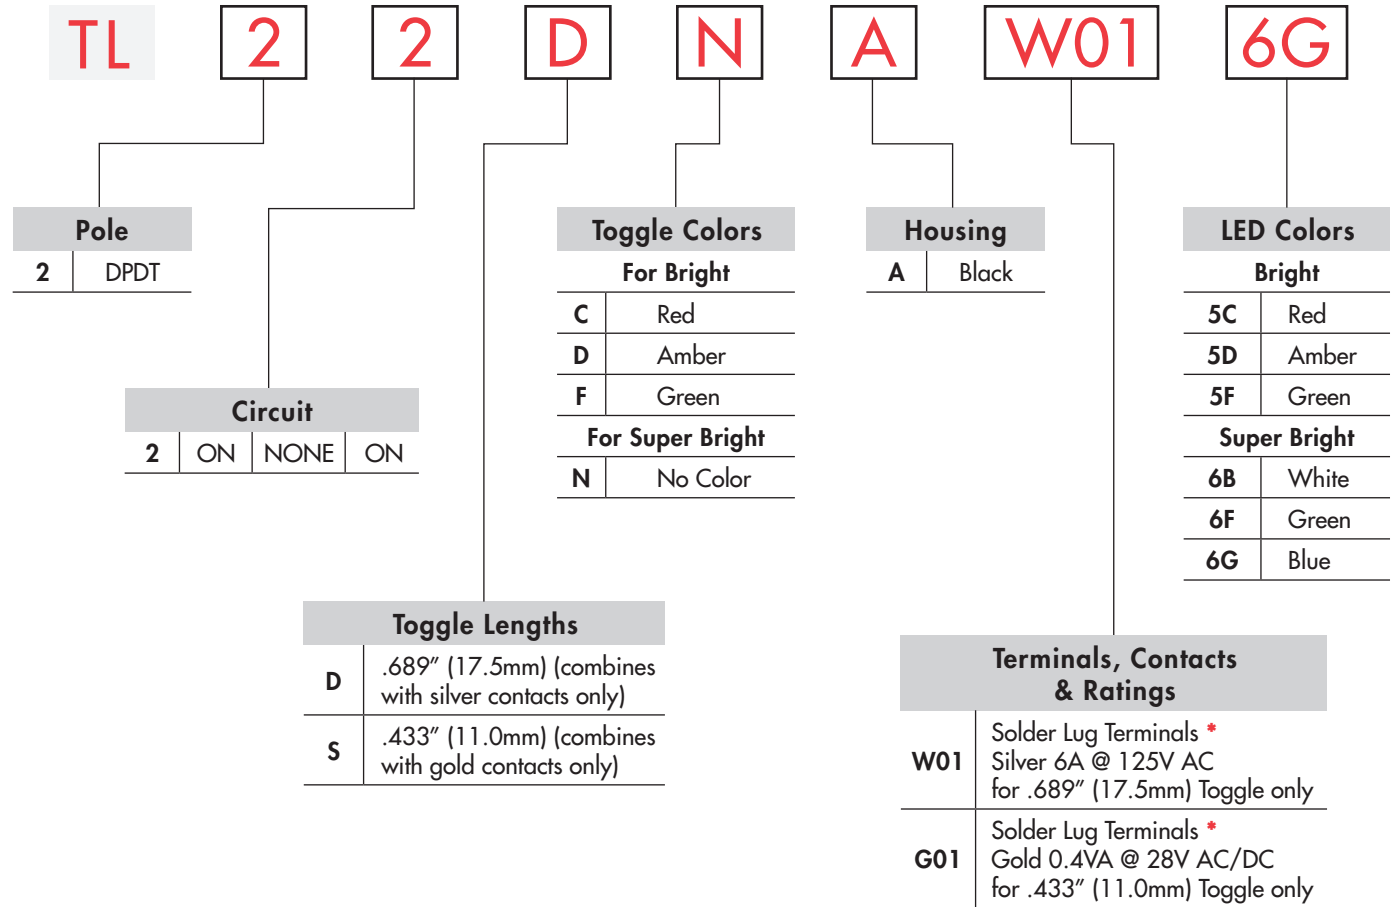 TL 2 2 D N A W01 6G
Pole
2 DPDT
Circuit
2 ON NONE ON
Toggle Lengths
D .689" (17.5mm) (combines
with silver contacts only)
S .433" (11.0mm) (combines
with gold contacts only)
Toggle Colors
For Bright
C Red
D Amber
F Green
For Super Bright
N No Color
Housing
A Black
Terminals, Contacts
& Ratings
W01 Solder Lug Terminals *
Silver 6A @ 125V AC
for .689" (17.5mm) Toggle only
G01 Solder Lug Terminals *
Gold 0.4VA @ 28V AC/DC
for .433" (11.0mm) Toggle only
LED Colors
Bright
5C Red
5D Amber
5F Green
Super Bright
6B White
6F Green
6G Blue